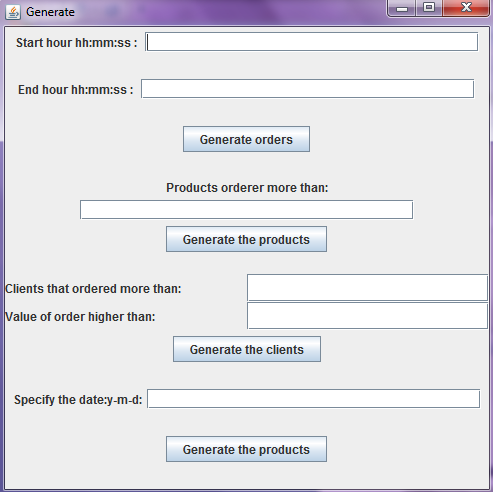 Generate
Start hour hh:mm:ss :
End hour hh:mm:ss :
Generate orders
Products orderer more than:
Generate the products
Clients that ordered more than:
Value of order higher than:
Generate the clients
Specify the date:y-m-d:
Generate the products